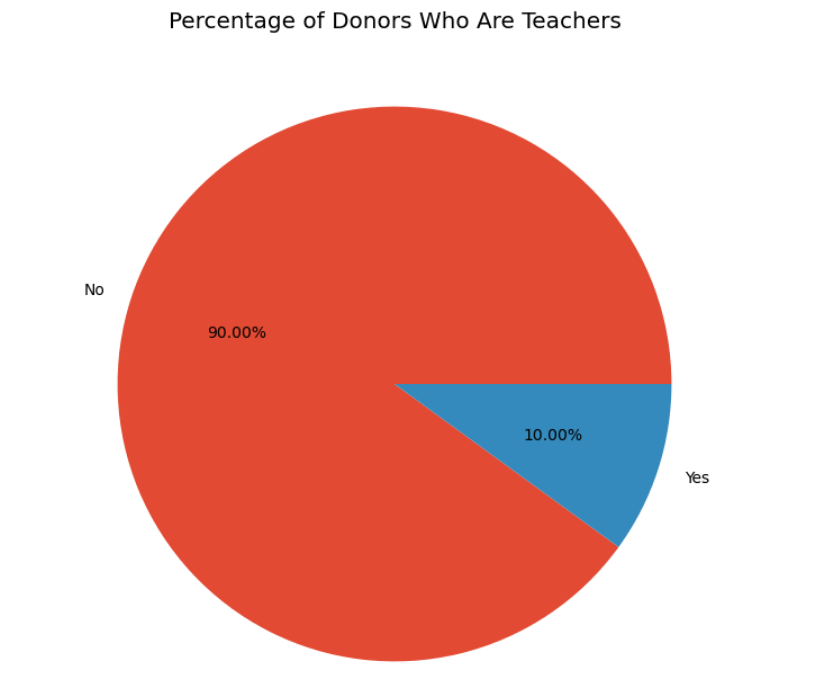 Percentage of Donors Who Are Teachers
No
90.00%
10.00%
Yes